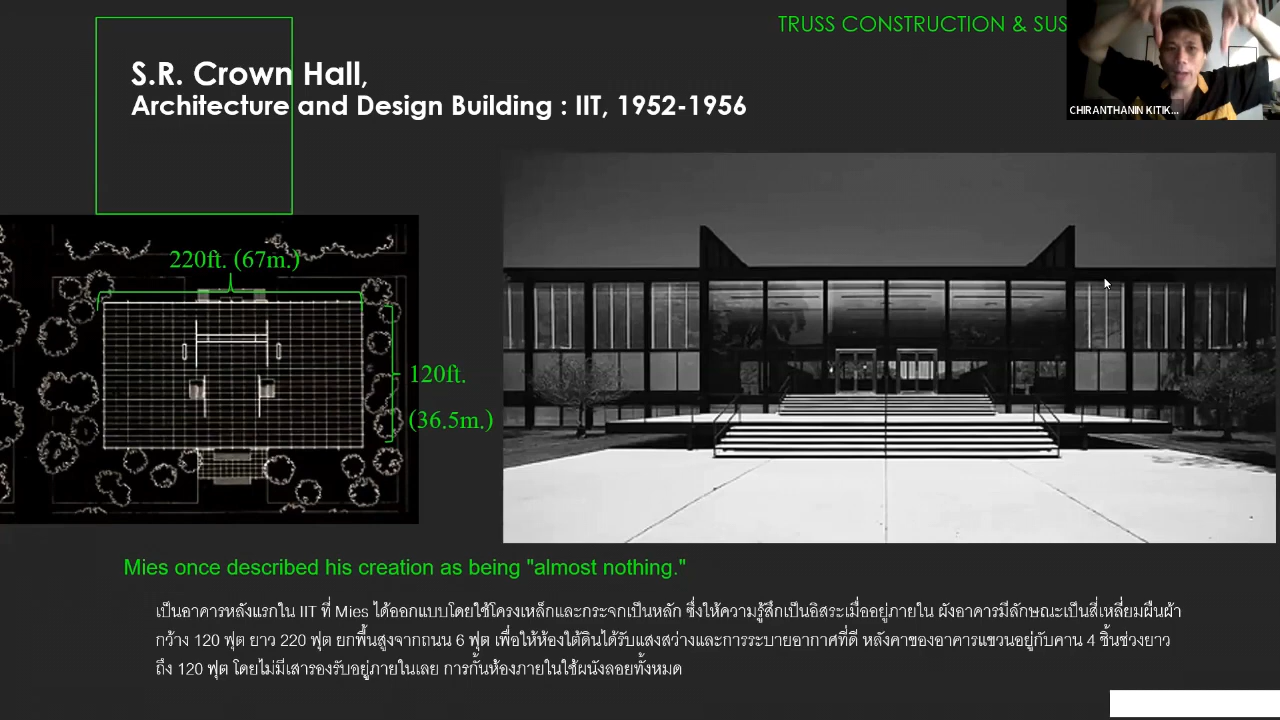 TRUSS CONSTRUCTION & SUS
CHIRANTHANIN KITIK...
S.R. Crown Hall,
Architecture and Design Building : IIT, 1952-1956
220ft. (67m.)
120ft.
(36.5m.)
Mies once described his creation as being "almost nothing."
เป็นอาคารหลังแรกใน IIT ที่ Mies ได้ออกแบบโดยใช้โครงเหล็กและกระจกเป็นหลัก ซึ่งให้ความรู้สึกเป็นอิสระเมื่ออยู่ภายใน ผังอาคารมีลักษณะเป็นสี่เหลี่ยมผืนผ้า
กว้าง 120 ฟุต ยาว 220 ฟุต ยกพื้นสูงจากถนน 6 ฟุต เพื่อให้ห้องใต้ดินได้รับแสงสว่างและการระบายอากาศที่ดี หลังคาของอาคารแขวนอยู่กับคาน 4 ชิ้นช่วงยาว
ถึง 120 ฟุต โดยไม่มีเสารองรับอยู่ภายในเลย การกั้นห้องภายในใช้ผนังลอยทั้งหมด